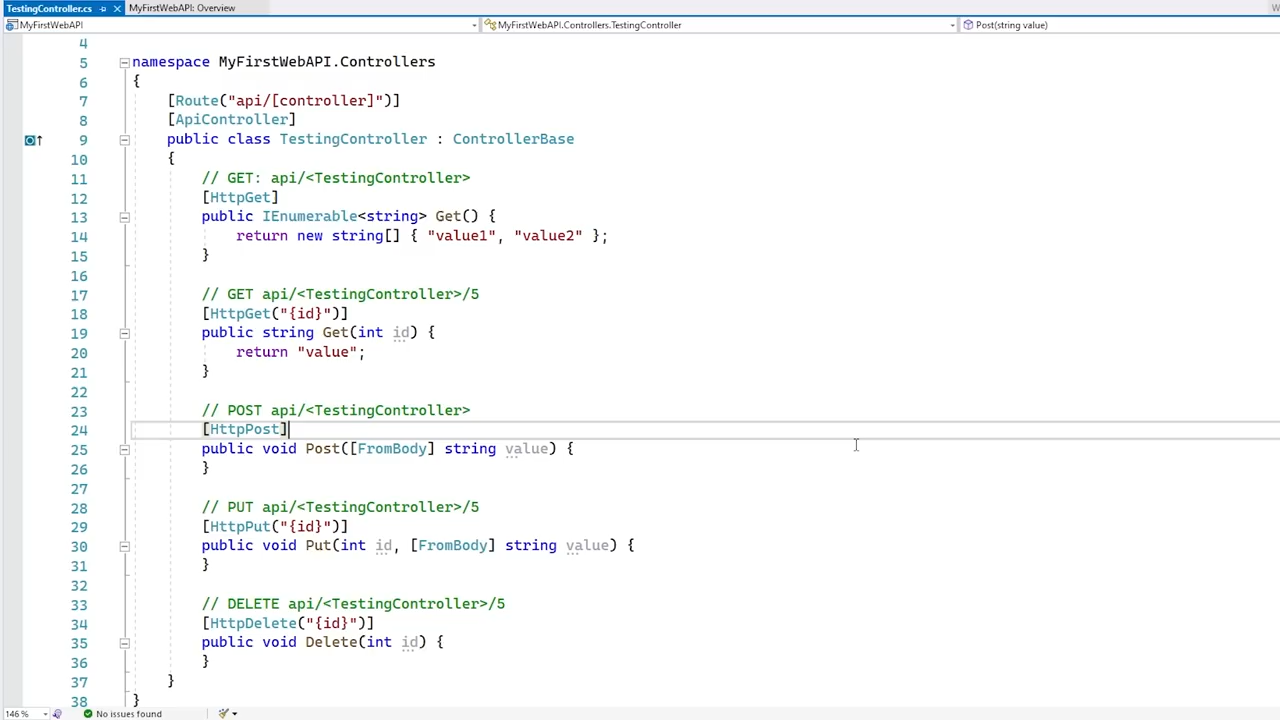 TestingController.cs MyFirstWebAPI: Overview
MyFirstWebAPI MyFirstWebAPI.Controllers.TestingController Post(string value)
4
5 namespace MyFirstWebAPI.Controllers
6 {
7 [Route("api/[controller]")]
8 [ApiController]
9 public class TestingController : ControllerBase
10 {
11 // GET: api/<TestingController>
12 [HttpGet]
13 public IEnumerable<string> Get() {
14 return new string[] { "value1", "value2" };
15 }
16
17 // GET api/<TestingController>/5
18 [HttpGet("{id}")]
19 public string Get(int id) {
20 return "value";
21 }
22
23 // POST api/<TestingController>
24 [HttpPost]
25 public void Post([FromBody] string value) {
26 }
27
28 // PUT api/<TestingController>/5
29 [HttpPut("{id}")]
30 public void Put(int id, [FromBody] string value) {
31 }
32
33 // DELETE api/<TestingController>/5
34 [HttpDelete("{id}")]
35 public void Delete(int id) {
36 }
37 }
38 }
146 % No issues found